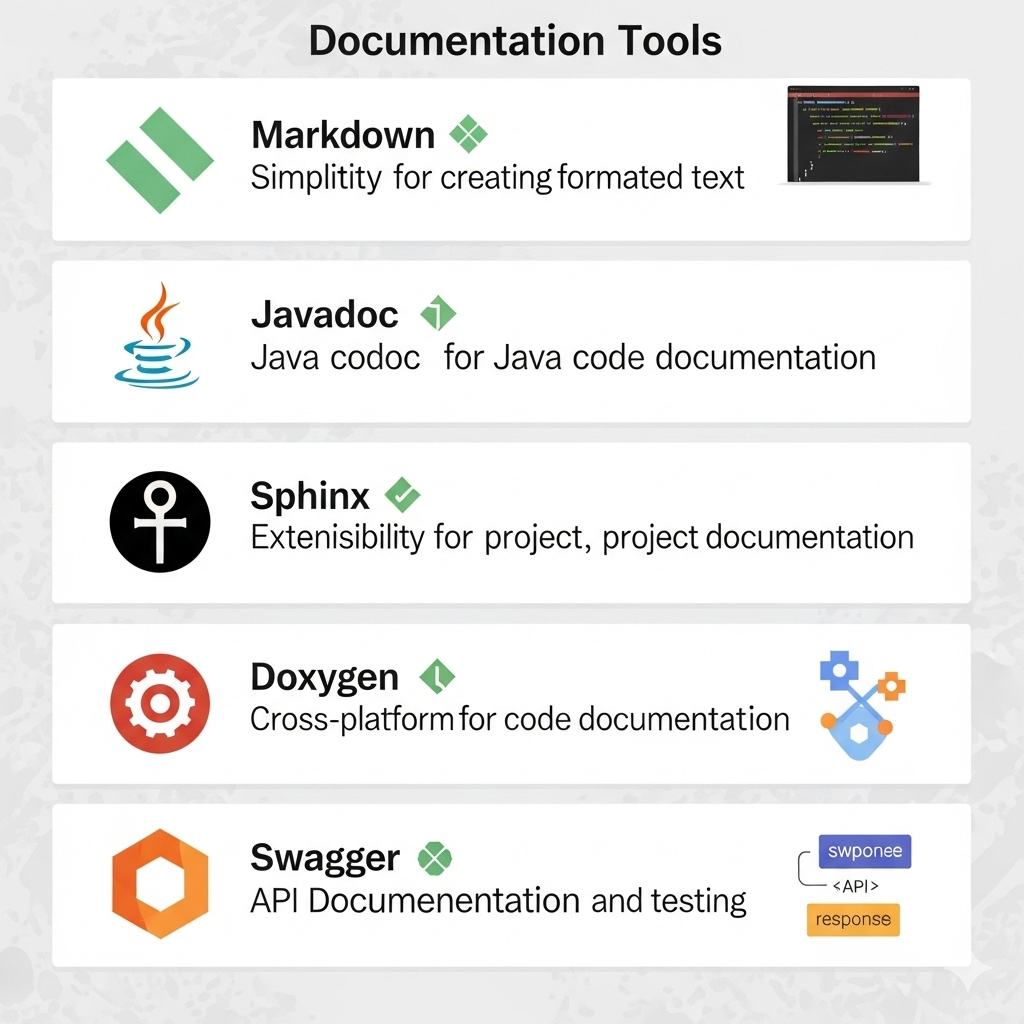 Documentation Tools
Markdown
Simplitity for creating formated text
Javadoc
Java codoc for Java code documentation
Sphinx
Extenisibility for project, project documentation
Doxygen
Cross-platform for code documentation
Swagger
API Documenentation and testing
swponee
<API>
response